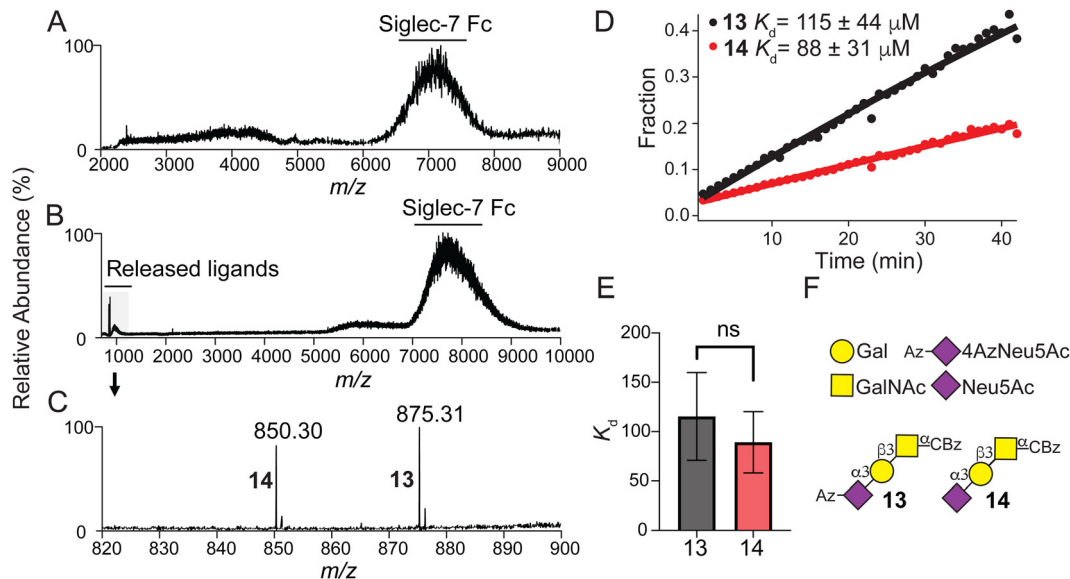 A
Siglec-7 Fc
100
0
2000 3000 4000 5000 6000 7000 8000 9000
m/z
B
Siglec-7 Fc
100
Released ligands
0
1000 2000 3000 4000 5000 6000 7000 8000 9000 10000
m/z
C
875.31
850.30
100
14
13
0
820 830 840 850 860 870 880 890 900
m/z
Relative Abundance (%)
D
13 Kd= 115 ± 44 μM
14 Kd= 88 ± 31 μM
0.4
0.3
0.2
0.1
0.0
Fraction
10 20 30 40
Time (min)
E
ns
200
150
100
50
0
Kd
13 14
F
Gal
Az
4AzNeu5Ac
GalNAc
Neu5Ac
α
CBz
β3
α3
Az
13
α
CBz
β3
α3
14